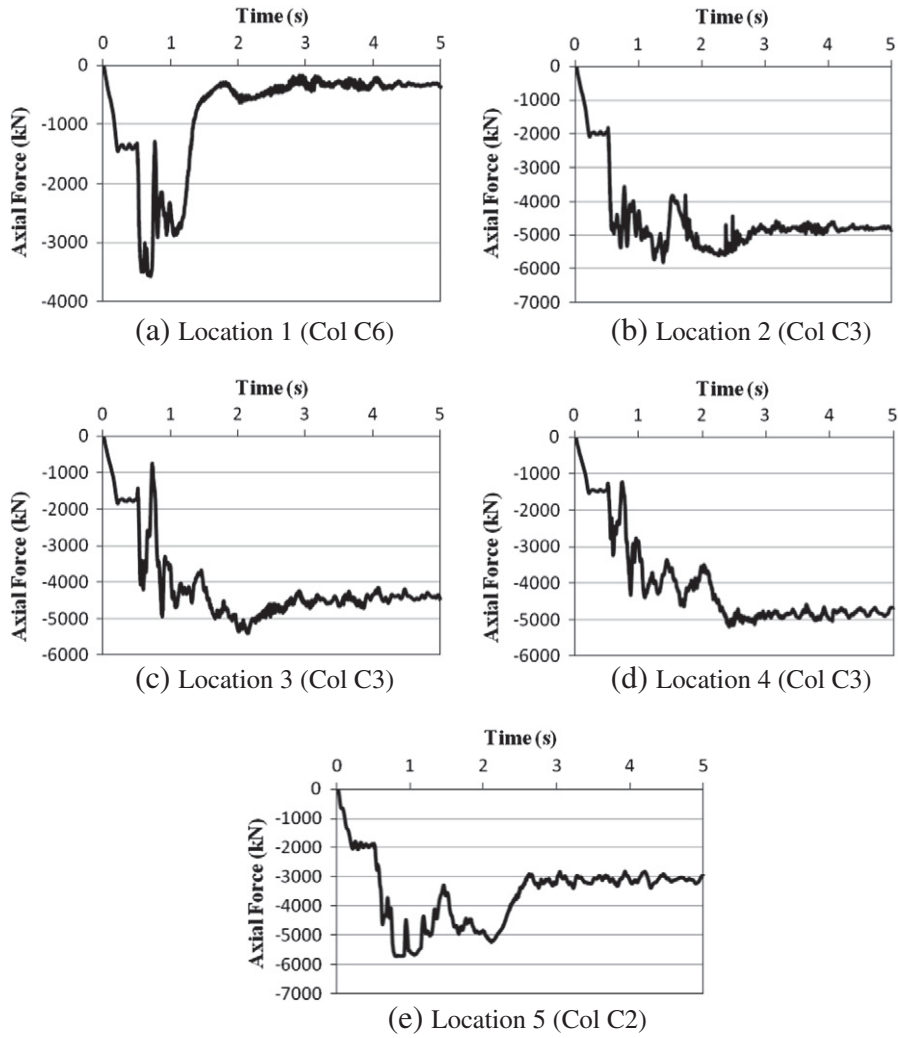 Time (s)
0 1 2 3 4 5
0
-1000
-2000
-3000
-4000
Axial Force (kN)
(a) Location 1 (Col C6)
Time (s)
0 1 2 3 4 5
0
-1000
-2000
-3000
-4000
-5000
-6000
-7000
Axial Force (kN)
(b) Location 2 (Col C3)
Time (s)
0 1 2 3 4 5
0
-1000
-2000
-3000
-4000
-5000
-6000
Axial Force (kN)
(c) Location 3 (Col C3)
Time (s)
0 1 2 3 4 5
0
-1000
-2000
-3000
-4000
-5000
-6000
Axial Force (kN)
(d) Location 4 (Col C3)
Time (s)
0 1 2 3 4 5
0
-1000
-2000
-3000
-4000
-5000
-6000
-7000
Axial Force (kN)
(e) Location 5 (Col C2)